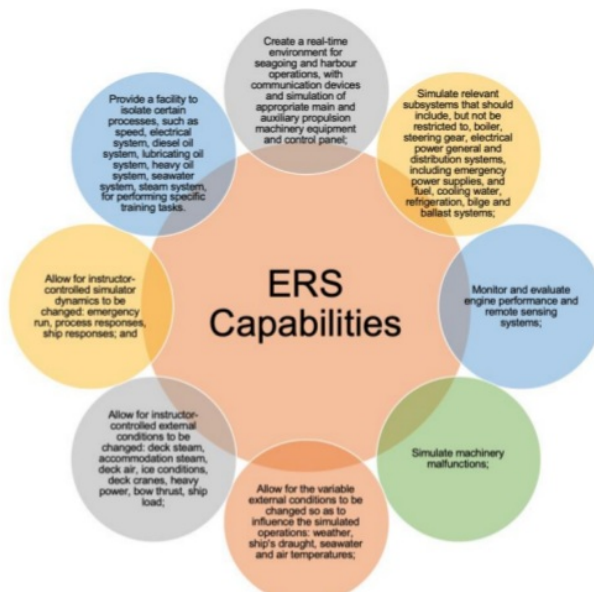 Create a real-time
environment for
seagoing and harbour
operations, with
communication devices
and simulation of
appropriate main and
auxiliary propulsion
machinery equipment
and control panel;
Simulate relevant
subsystems that should
include, but not be
restricted to, boiler,
steering gear, electrical
power general and
distribution systems,
including emergency
power supplies, and
fuel, cooling water,
refrigeration, bilge and
ballast systems;
Monitor and evaluate
engine performance and
remote sensing
systems;
Simulate machinery
malfunctions;
Allow for the variable
external conditions to be
changed so as to
influence the simulated
operations: weather,
ship's draught, seawater
and air temperatures;
Allow for instructor-
controlled external
conditions to be
changed: deck steam,
accommodation steam,
deck air, ice conditions,
deck cranes, heavy
power, bow thrust, ship
load;
Allow for instructor-
controlled simulator
dynamics to be
changed: emergency
run, process responses,
ship responses; and
Provide a facility to
isolate certain
processes, such as
speed, electrical
system, diesel oil
system, lubricating oil
system, heavy oil
system, seawater
system, steam system,
for performing specific
training tasks.
ERS
Capabilities